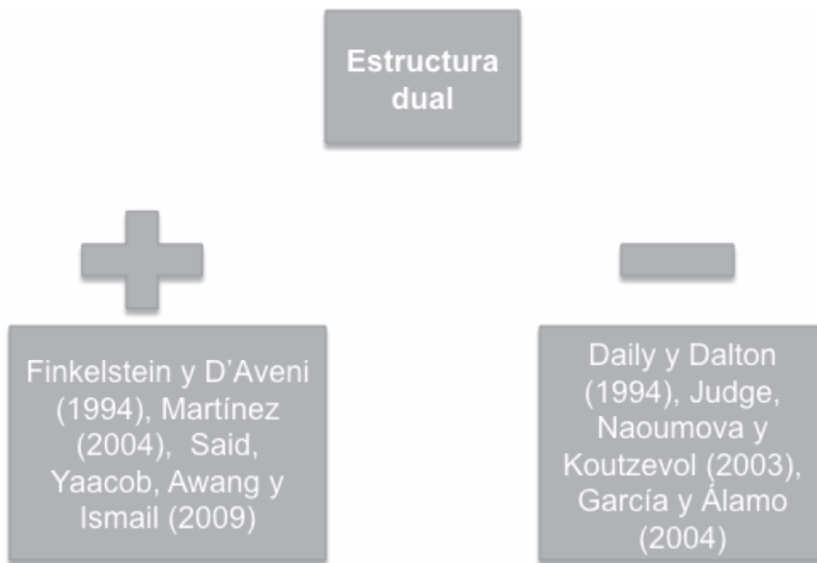 Estructura
dual
Finkelstein y D’Aveni
(1994), Martínez
(2004),  Said,
Yaacob, Awang y
Ismail (2009)
Daily y Dalton
(1994), Judge,
Naoumova y
Koutzevol (2003),
García y Álamo
(2004)